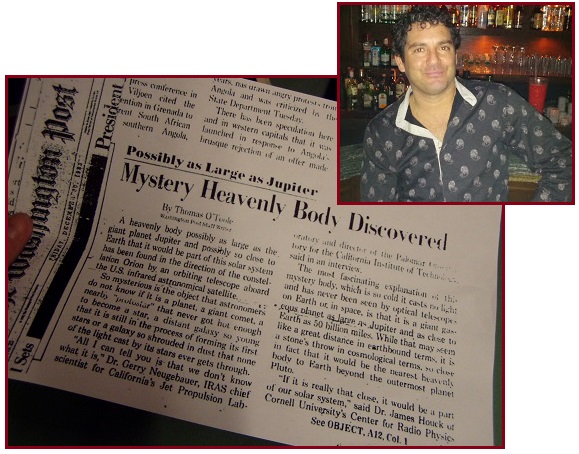 The Washington Post
FRIDAY, DECEMBER
1 Sets
President
press conference in
Viljoen cited the
vention in Grenada to
South African
southern Angola,
years, has drawn angry protest from
Angola and was criticized by the
State Department Tuesday.
There has been speculation here
and in western capitals that it was
launched in response to Angola's
brusque rejection of an offer made
Possibly as Large as Jupiter
Mystery Heavenly Body Discovered
By Thomas O'Toole
Washington Post Staff Writer
A heavenly body possibly as large as the
giant planet Jupiter and possibly so close to
Earth that it would be part of this solar system
has been found in the direction of the constel-
lation Orion by an orbiting telescope aboard
the U.S. infrared astronomical satellite.
So mysterious is the object that astronomers
do not know if it is a planet, a giant comet, a
nearby "protostar" that never got hot enough
to become a star, a distant galaxy so young
that it is still in the process of forming its first
stars or a galaxy so shrouded in dust that none
of the light cast by its stars ever gets through.
"All I can tell you is that we don't know
what it is," Dr. Gerry Neugebauer, IRAS chief
scientist for California's Jet Propulsion Lab-
oratory and director of the Palomar
tory for the California Institute of Technology,
said in an interview.
The most fascinating explanation of this
mystery body, which is so cold it casts no light
and has never been seen by optical telescopes
on Earth or in space, is that it is a giant gas-
eous planet as large as Jupiter and as close to
Earth as 50 billion miles. While that may seem
like a great distance in earthbound terms, it is
a stone's throw in cosmological terms, so close
in fact that it would be the nearest heavenly
body to Earth beyond the outermost planet
Pluto.
"If it is really that close, it would be a part
of our solar system," said Dr. James Houck of
Cornell University's Center for Radio Physics
See OBJECT, A12, Col. 1